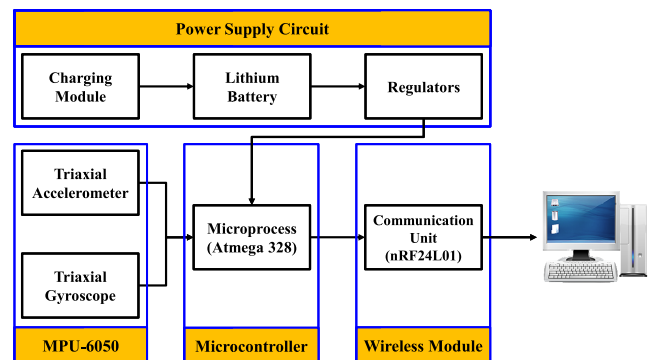 Power Supply Circuit
Charging
Module
Lithium
Battery
Regulators
Triaxial
Accelerometer
Triaxial
Gyroscope
MPU-6050
Microprocess
(Atmega 328)
Microcontroller
Communication
Unit
(nRF24L01)
Wireless Module